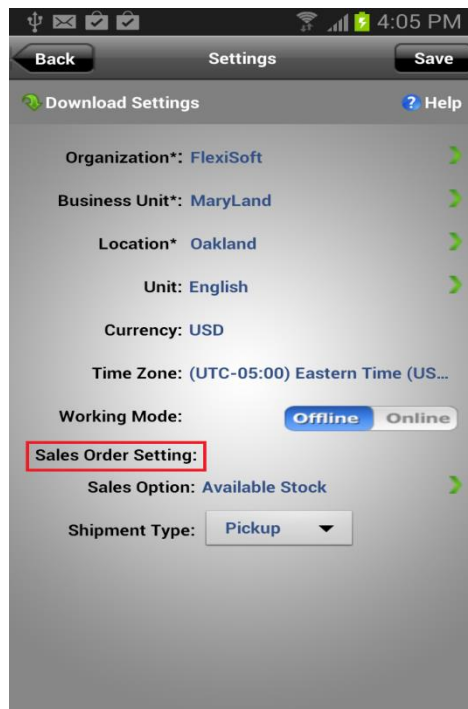 4:05 PM
Back Settings Save
Download Settings ? Help
Organization*: FlexiSoft
Business Unit*: MaryLand
Location* Oakland
Unit: English
Currency: USD
Time Zone: (UTC-05:00) Eastern Time (US...
Working Mode: Offline Online
Sales Order Setting:
Sales Option: Available Stock
Shipment Type: Pickup